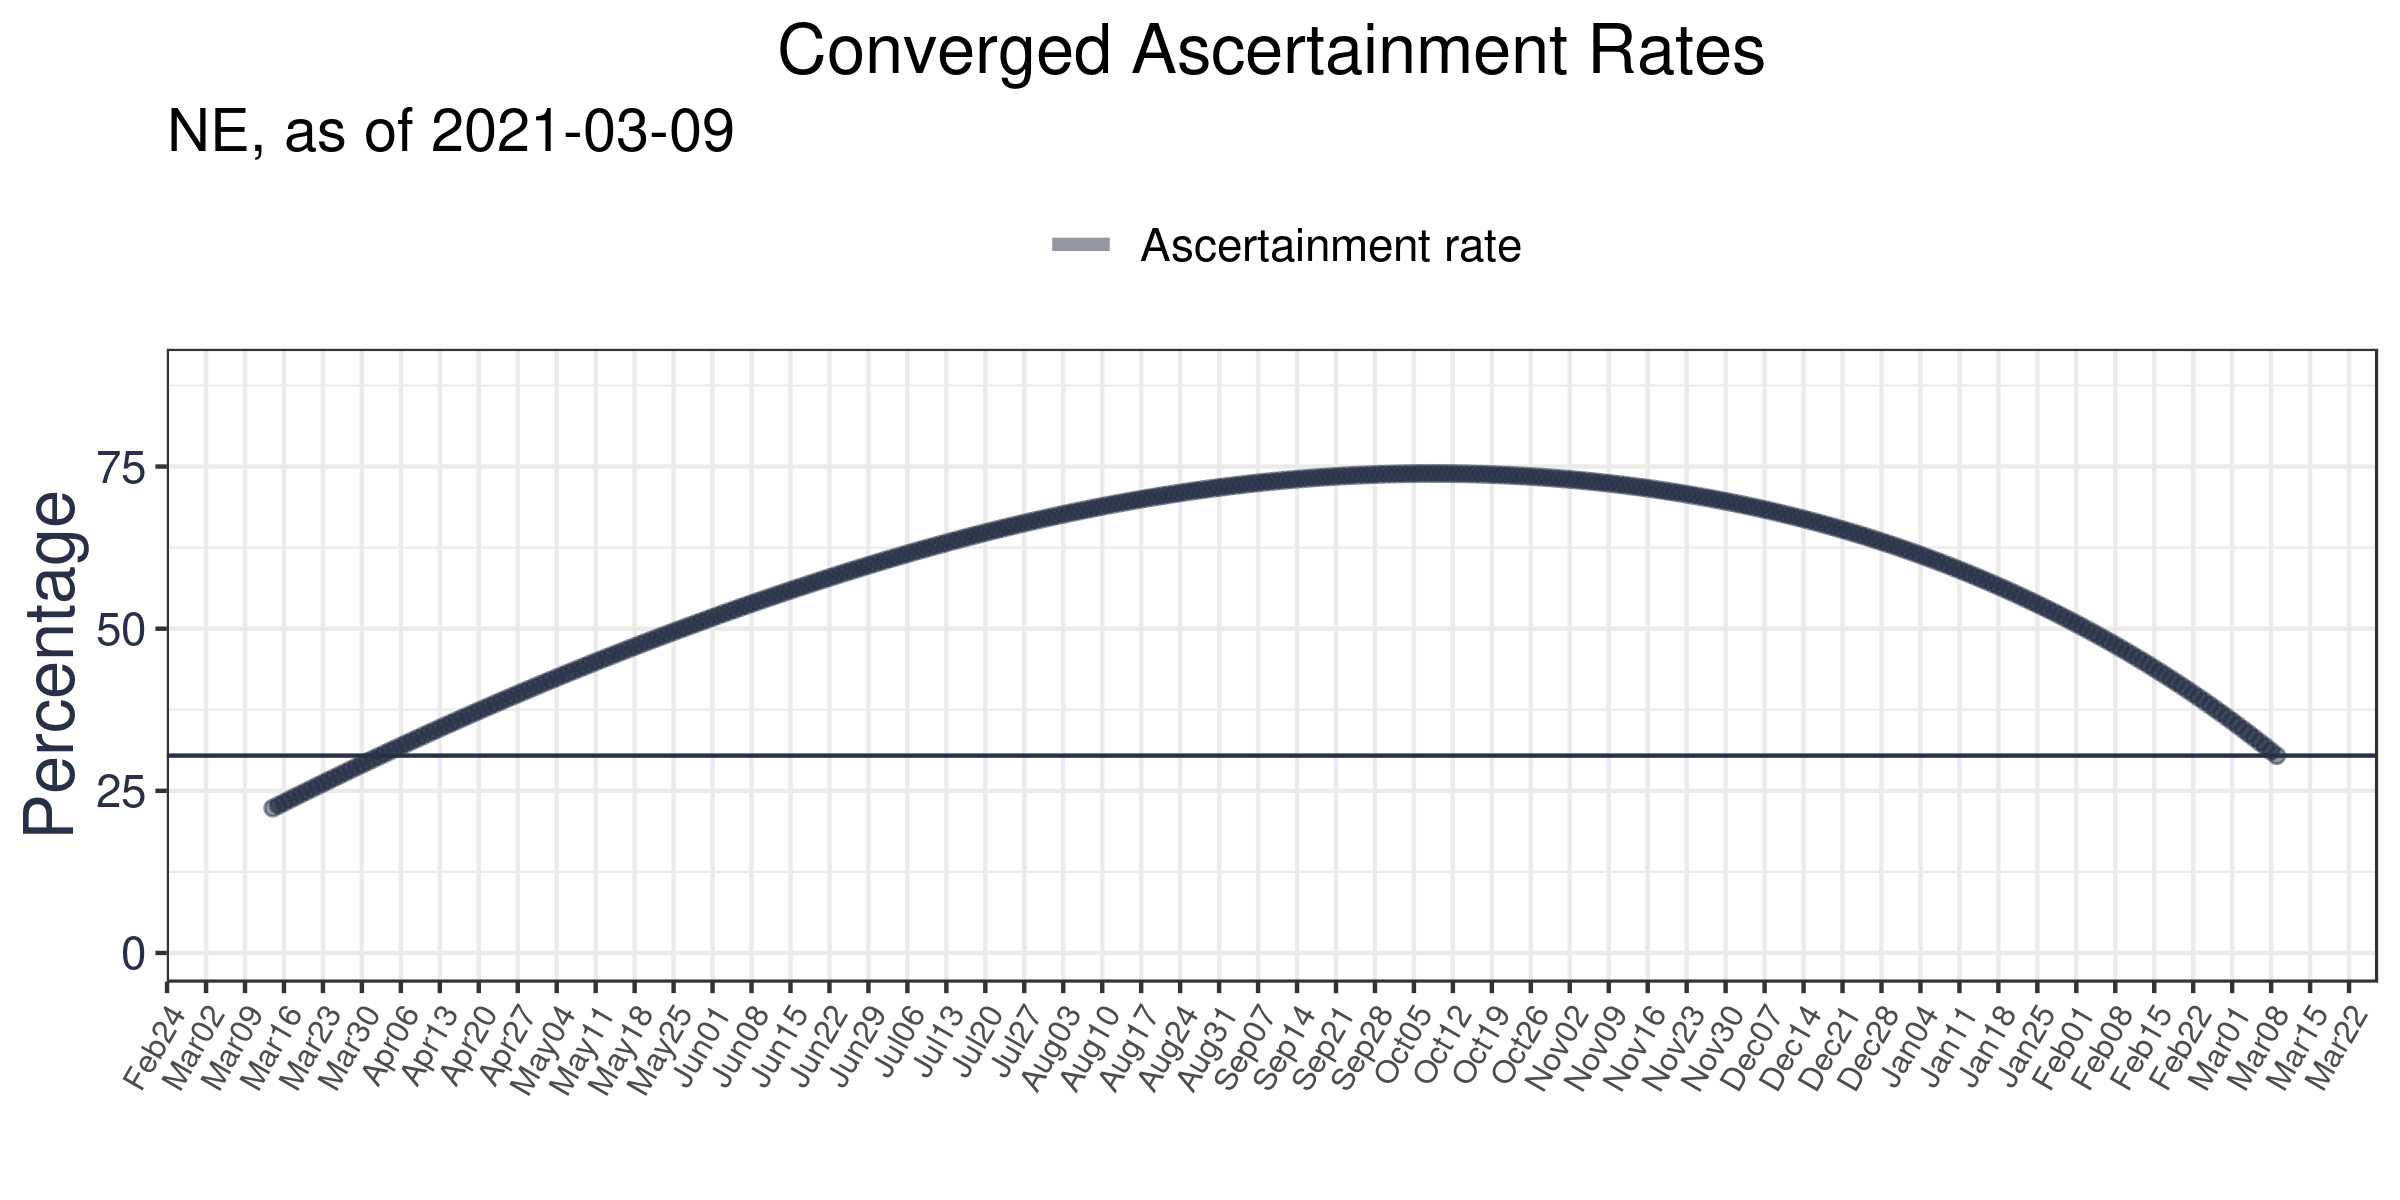 Converged Ascertainment Rates
NE, as of 2021-03-09
Ascertainment rate
Percentage
75
50
25
0
Feb24 Mar02 Mar09 Mar16 Mar23 Mar30 Apr06 Apr13 Apr20 Apr27 May04 May11 May18 May25 Jun01 Jun08 Jun15 Jun22 Jun29 Jul06 Jul13 Jul20 Jul27 Aug03 Aug10 Aug17 Aug24 Aug31 Sep07 Sep14 Sep21 Sep28 Oct05 Oct12 Oct19 Oct26 Nov02 Nov09 Nov16 Nov23 Nov30 Dec07 Dec14 Dec21 Dec28 Jan04 Jan11 Jan18 Jan25 Feb01 Feb08 Feb15 Feb22 Mar01 Mar08 Mar15 Mar22